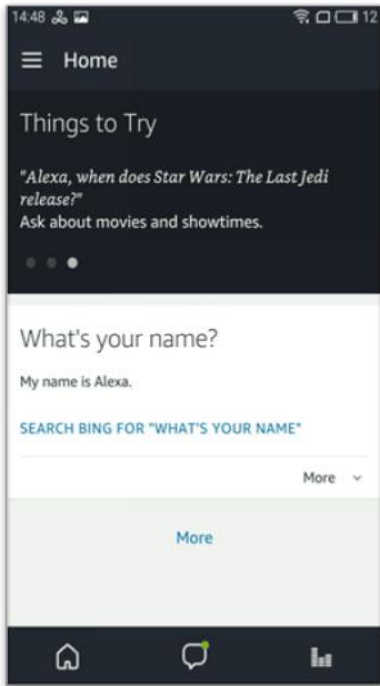 14:48 12
Home
Things to Try
"Alexa, when does Star Wars: The Last Jedi
release?"
Ask about movies and showtimes.
What's your name?
My name is Alexa.
SEARCH BING FOR "WHAT'S YOUR NAME"
More
More